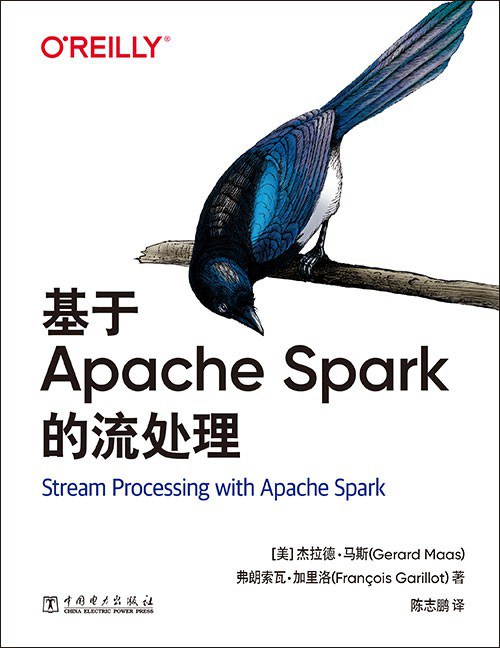 O'REILLY®
基于
Apache Spark
的流处理
Stream Processing with Apache Spark
[美] 杰拉德·马斯(Gerard Maas)
弗朗索瓦·加里洛(François Garillot) 著
陈志鹏 译
中国电力出版社
CHINA ELECTRIC POWER PRESS